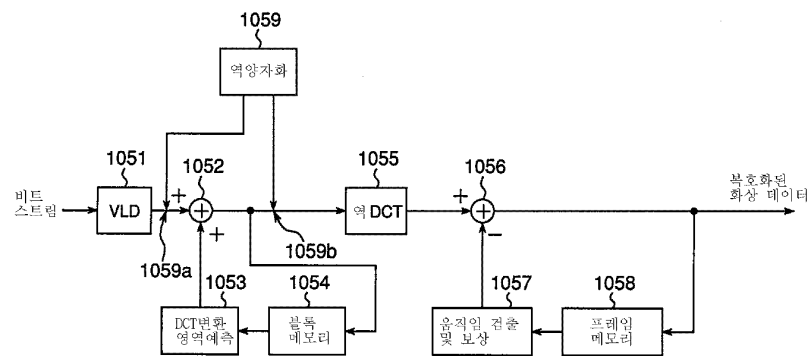 1059
역양자화
1051
1052
1055
1056
복호화된
화상 데이터
비트
스트림
VLD
+
+
+
역 DCT
+
−
1059a
1059b
1053
1054
1057
1058
DCT변환
영역예측
블록
메모리
움직임 검출
및 보상
프레임
메모리